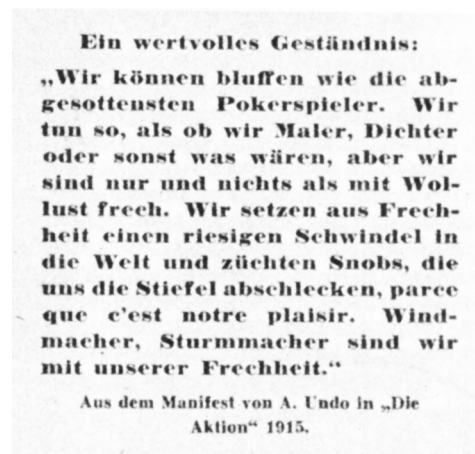 Ein wertvolles Geständnis:
„Wir können bluffen wie die ab-
gesottensten Pokerspieler. Wir
tun so, als ob wir Maler, Dichter
oder sonst was wären, aber wir
sind nur und nichts als mit Wol-
lust frech. Wir setzen aus Frech-
heit einen riesigen Schwindel in
die Welt und züchten Snobs, die
uns die Stiefel abschlecken, parce
que c'est notre plaisir. Wind-
macher, Sturmmacher sind wir
mit unserer Frechheit.“
Aus dem Manifest von A. Undo in „Die
Aktion“ 1915.